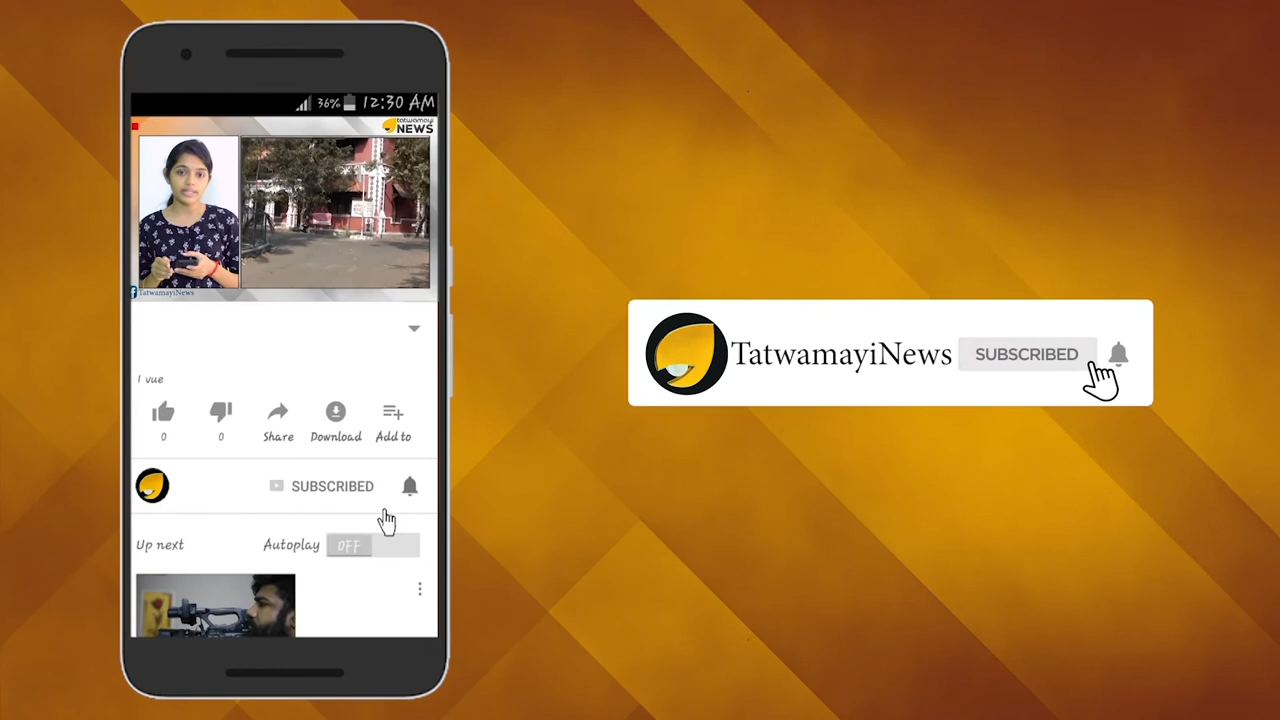 36% 12:30 AM
tatwamayi
NEWS
TatwamayiNews
1 vue
0 0 Share Download Add to
SUBSCRIBED
Up next Autoplay OFF
TatwamayiNews SUBSCRIBED